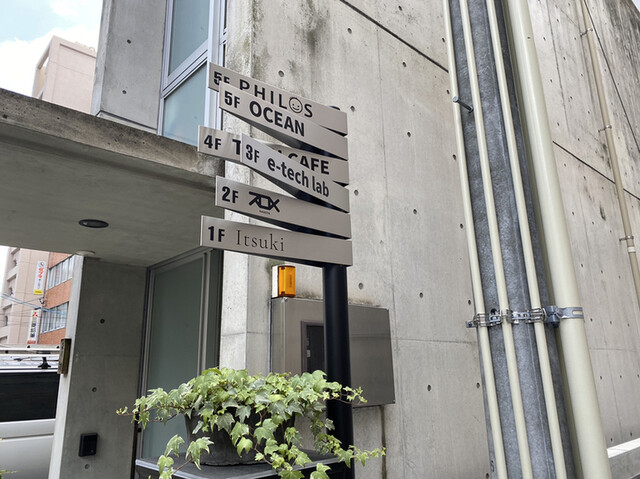 5F PHILOS
5F OCEAN
4F CAFE
3F e-tech lab
2F
1F Itsuki